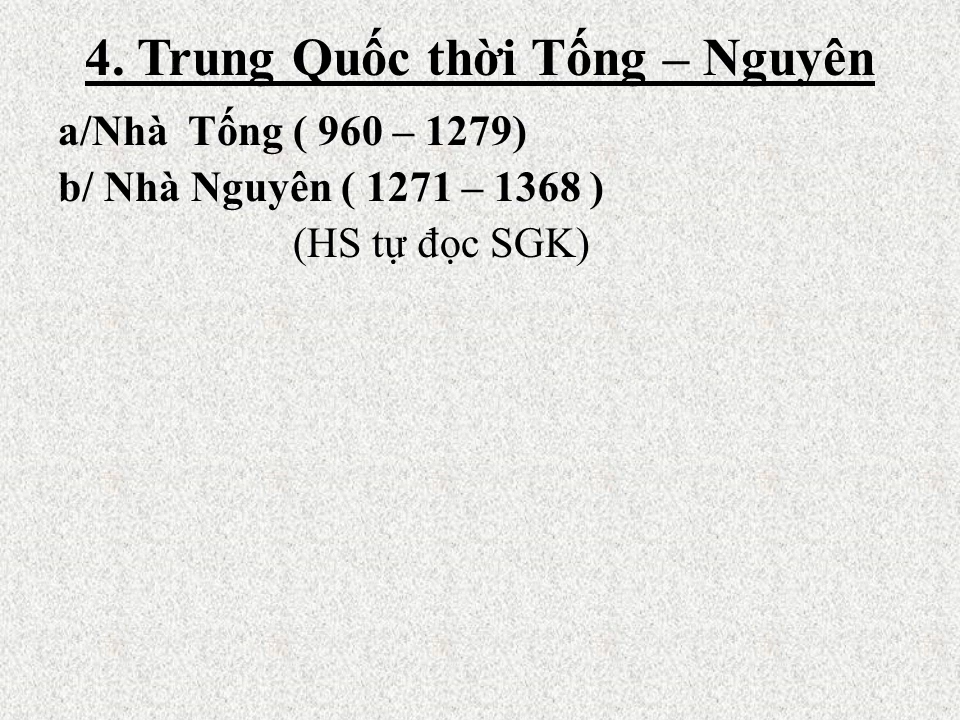 4. Trung Quốc thời Tống – Nguyên
a/Nhà Tống ( 960 – 1279)
b/ Nhà Nguyên ( 1271 – 1368 )
(HS tự đọc SGK)